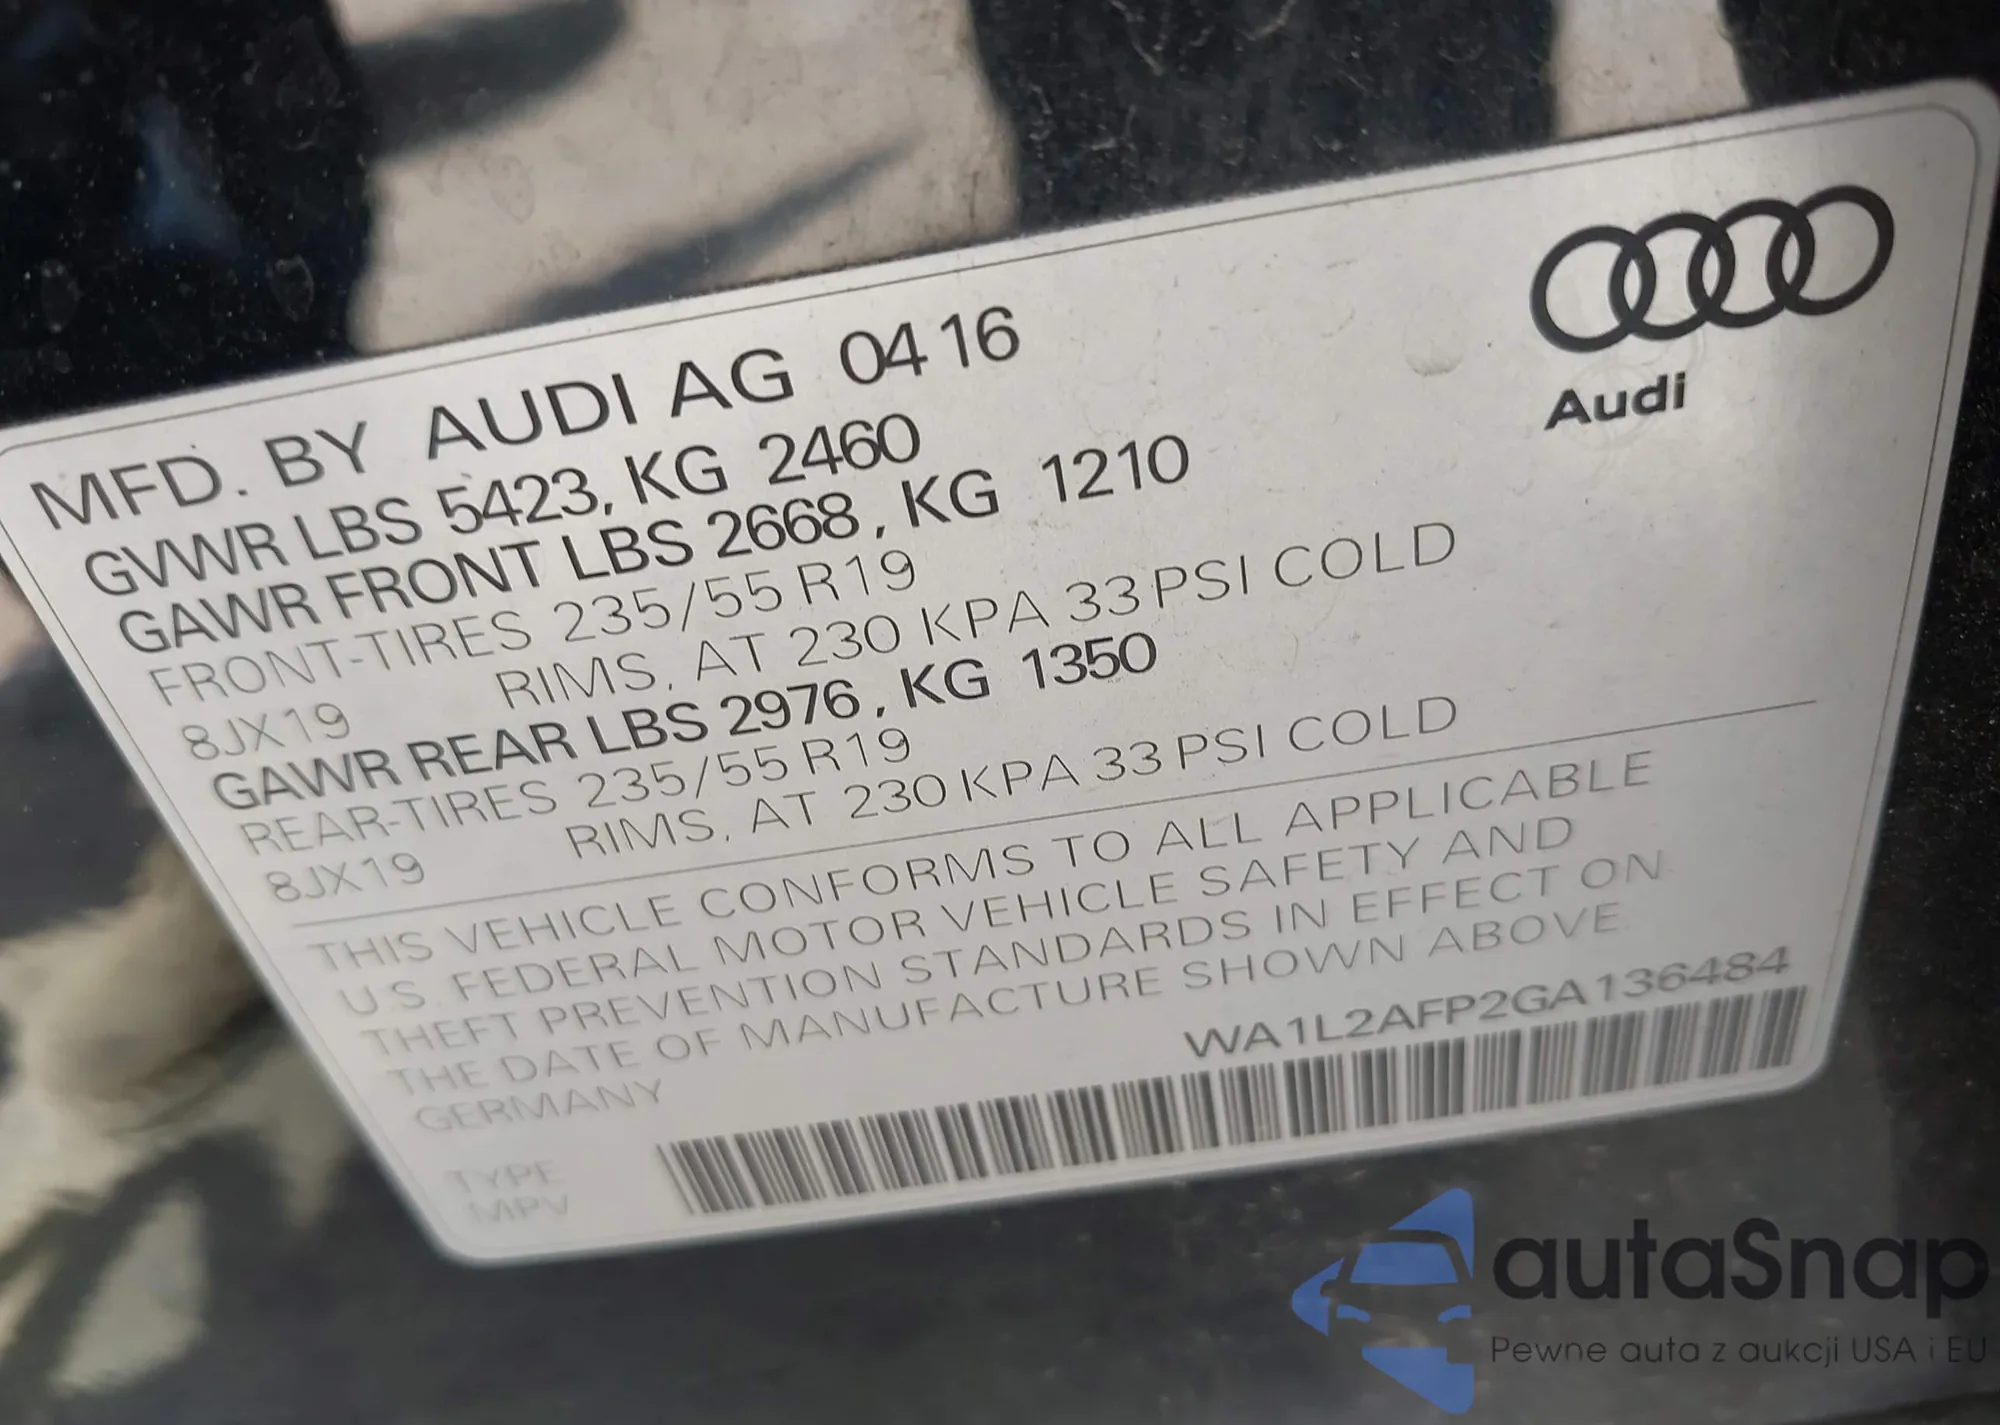 MFD. BY AUDI AG 0416
GVWR LBS 5423, KG 2460
GAWR FRONT LBS 2668, KG 1210
FRONT-TIRES 235/55 R19
8JX19 RIMS, AT 230 KPA 33 PSI COLD
GAWR REAR LBS 2976, KG 1350
REAR-TIRES 235/55 R19
8JX19 RIMS, AT 230 KPA 33 PSI COLD
Audi
THIS VEHICLE CONFORMS TO ALL APPLICABLE
U.S. FEDERAL MOTOR VEHICLE SAFETY AND
THEFT PREVENTION STANDARDS IN EFFECT ON
THE DATE OF MANUFACTURE SHOWN ABOVE.
GERMANY
WA1L2AFP2GA136484
TYPE
MPV
autaSnap
Pewne auta z aukcji USA i EU